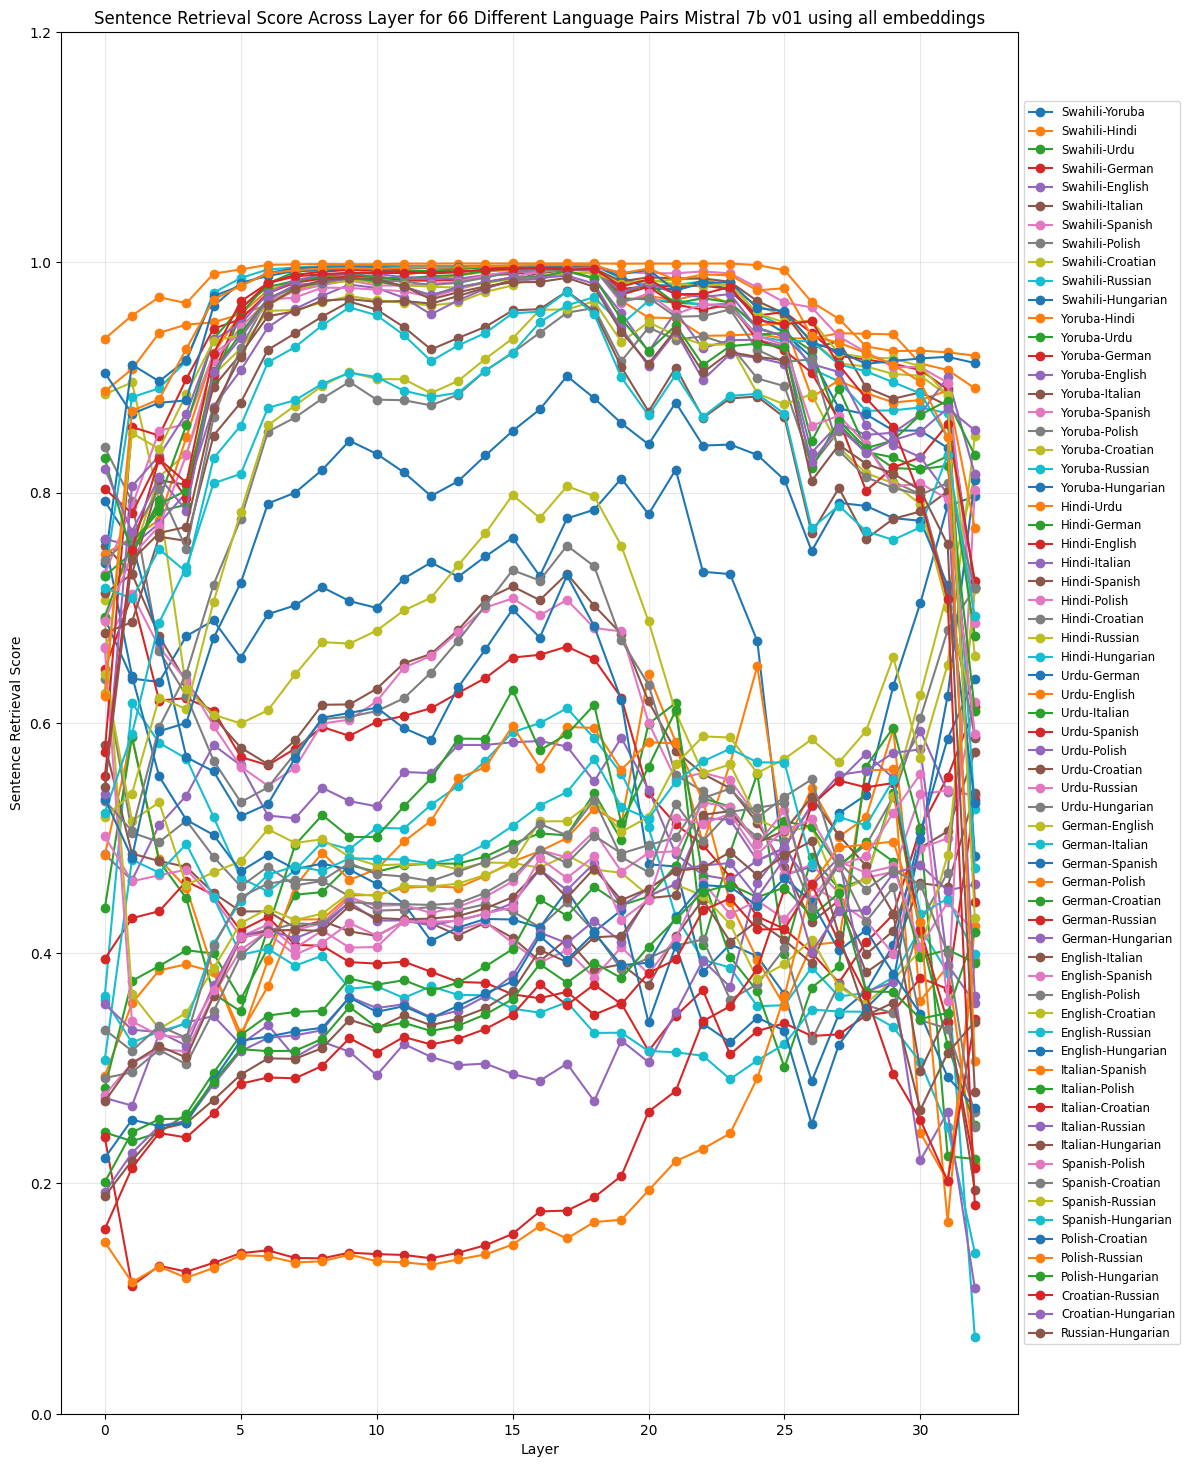 Sentence Retrieval Score Across Layer for 66 Different Language Pairs Mistral 7b v01 using all embeddings
1.2
1.0
0.8
0.6
0.4
0.2
0.0
Sentence Retrieval Score
0 5 10 15 20 25 30
Layer
Swahili-Yoruba
Swahili-Hindi
Swahili-Urdu
Swahili-German
Swahili-English
Swahili-Italian
Swahili-Spanish
Swahili-Polish
Swahili-Croatian
Swahili-Russian
Swahili-Hungarian
Yoruba-Hindi
Yoruba-Urdu
Yoruba-German
Yoruba-English
Yoruba-Italian
Yoruba-Spanish
Yoruba-Polish
Yoruba-Croatian
Yoruba-Russian
Yoruba-Hungarian
Hindi-Urdu
Hindi-German
Hindi-English
Hindi-Italian
Hindi-Spanish
Hindi-Polish
Hindi-Croatian
Hindi-Russian
Hindi-Hungarian
Urdu-German
Urdu-English
Urdu-Italian
Urdu-Spanish
Urdu-Polish
Urdu-Croatian
Urdu-Russian
Urdu-Hungarian
German-English
German-Italian
German-Spanish
German-Polish
German-Croatian
German-Russian
German-Hungarian
English-Italian
English-Spanish
English-Polish
English-Croatian
English-Russian
English-Hungarian
Italian-Spanish
Italian-Polish
Italian-Croatian
Italian-Russian
Italian-Hungarian
Spanish-Polish
Spanish-Croatian
Spanish-Russian
Spanish-Hungarian
Polish-Croatian
Polish-Russian
Polish-Hungarian
Croatian-Russian
Croatian-Hungarian
Russian-Hungarian